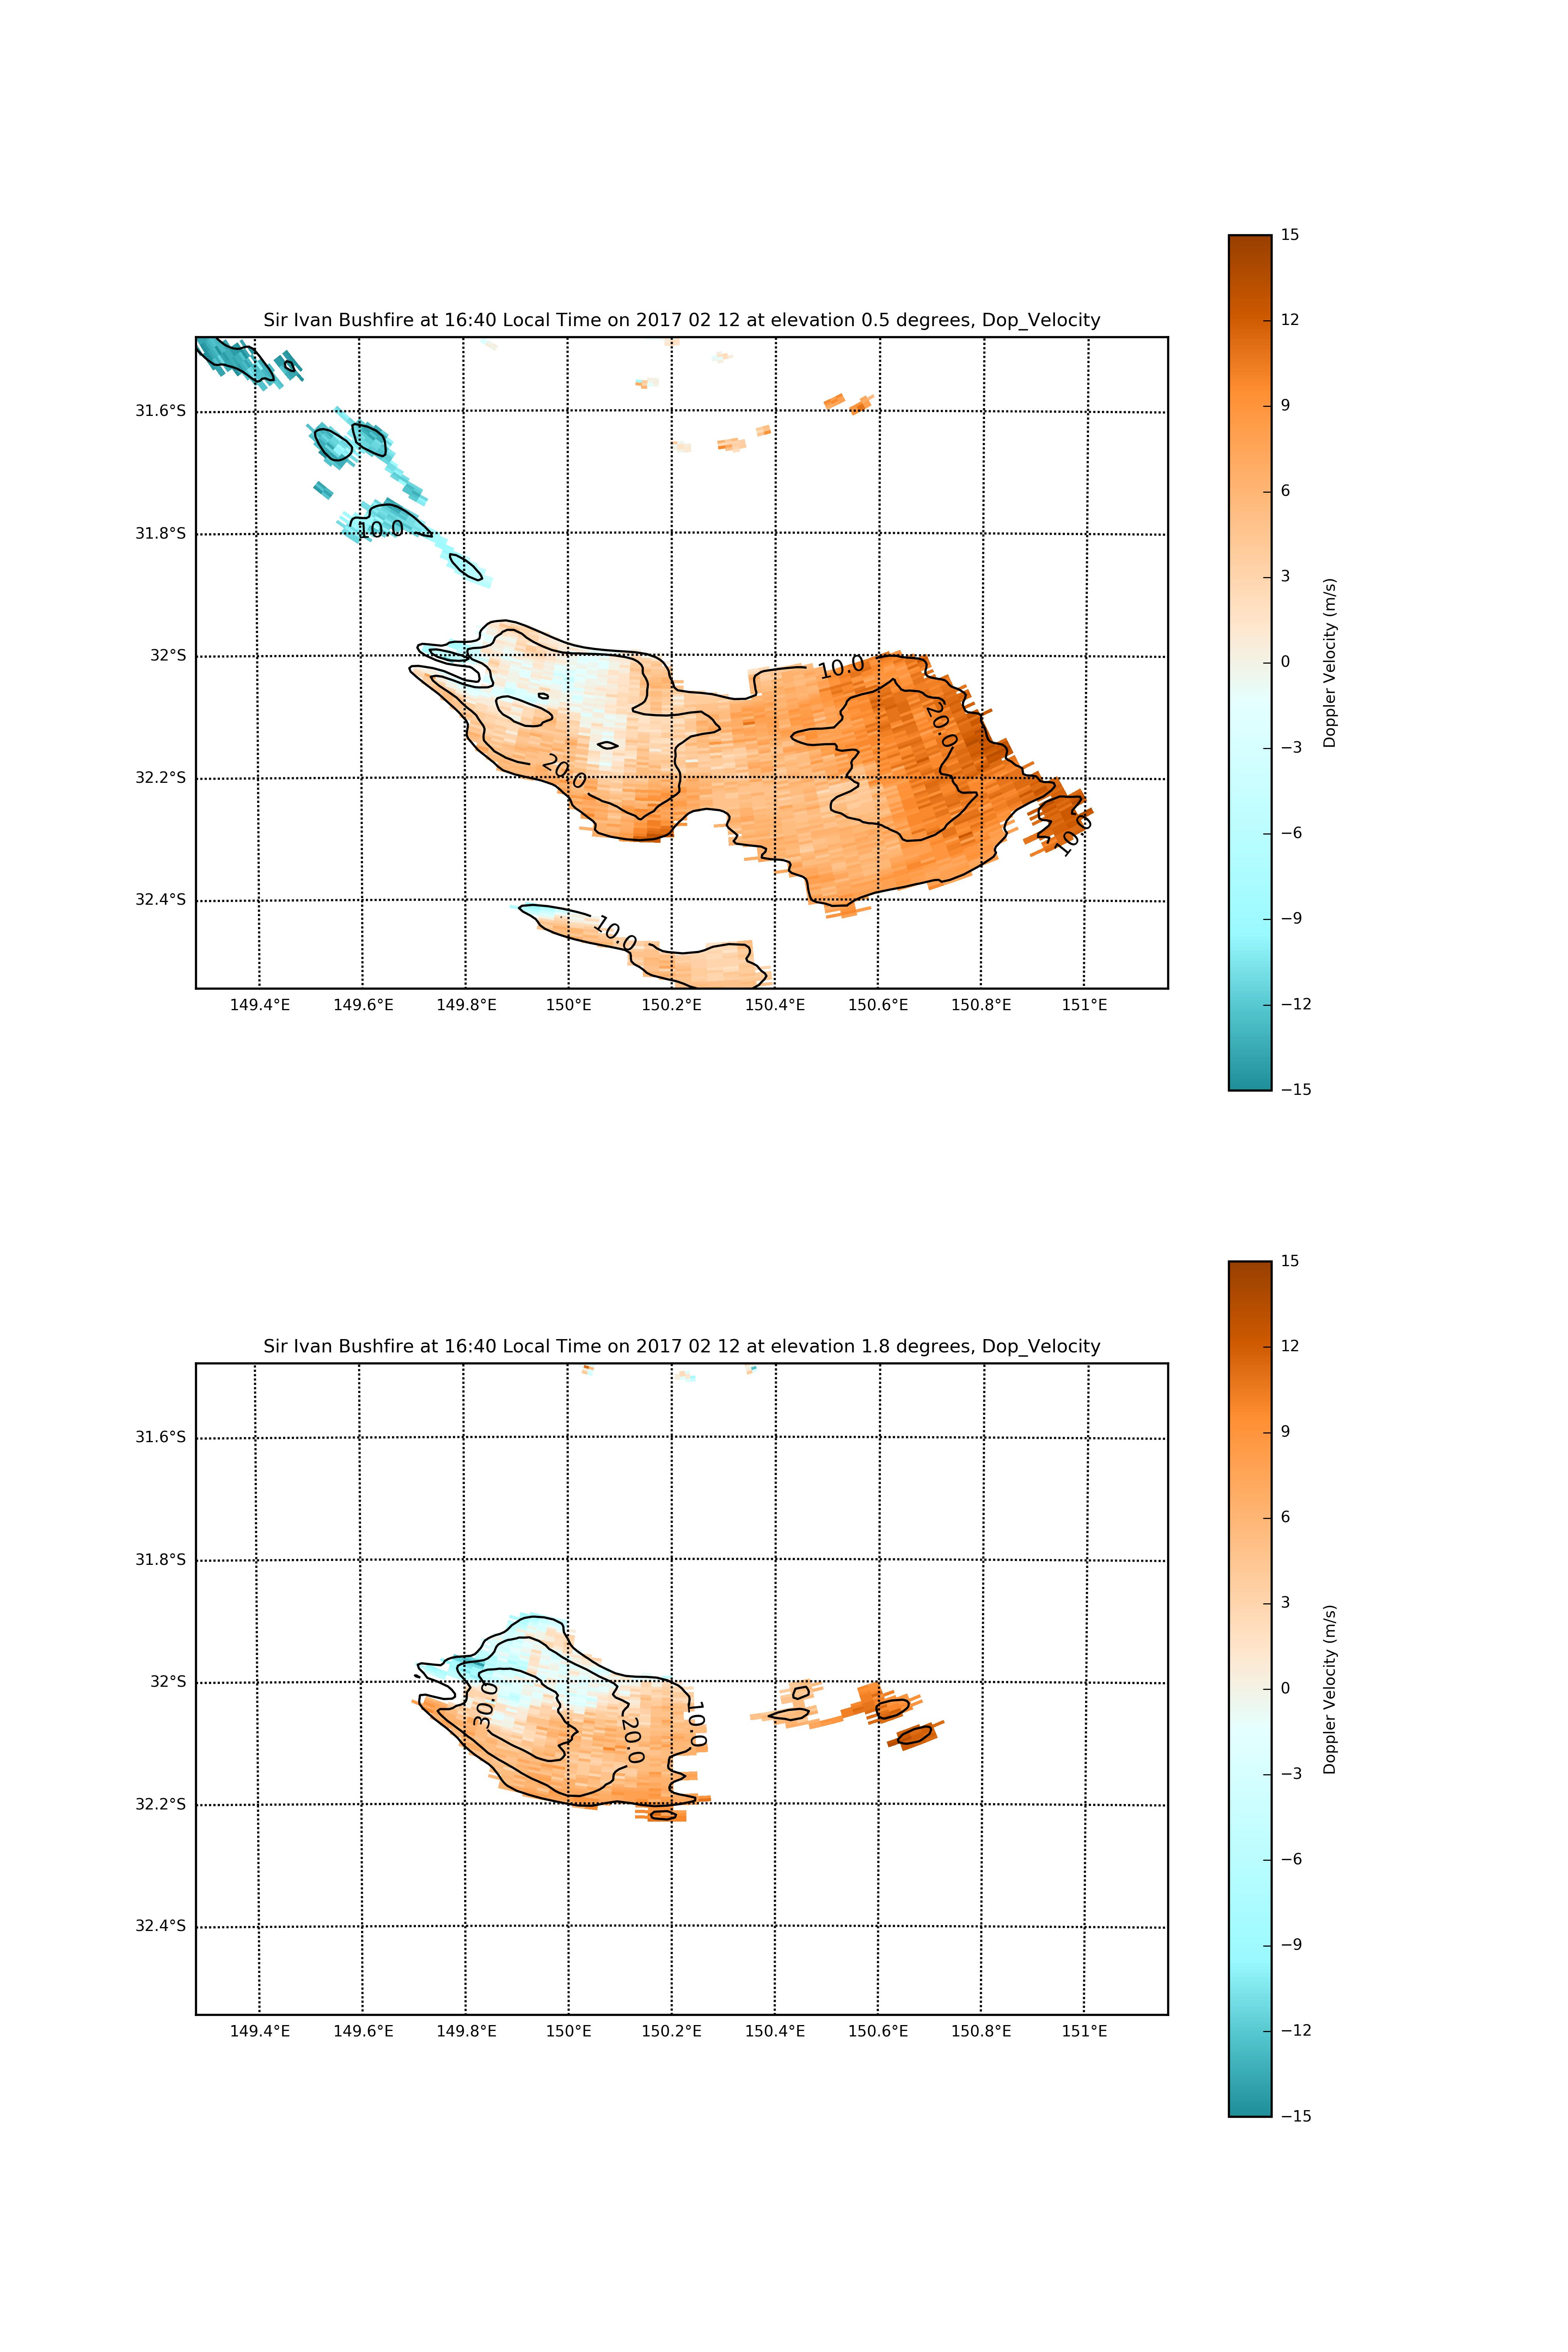 Sir Ivan Bushfire at 16:40 Local Time on 2017 02 12 at elevation 0.5 degrees, Dop_Velocity
31.6°S
31.8°S
32°S
32.2°S
32.4°S
149.4°E 149.6°E 149.8°E 150°E 150.2°E 150.4°E 150.6°E 150.8°E 151°E
10.0
10.0
20.0
20.0
10.0
10.0
15
12
9
6
3
0
−3
−6
−9
−12
−15
Doppler Velocity (m/s)
Sir Ivan Bushfire at 16:40 Local Time on 2017 02 12 at elevation 1.8 degrees, Dop_Velocity
31.6°S
31.8°S
32°S
32.2°S
32.4°S
149.4°E 149.6°E 149.8°E 150°E 150.2°E 150.4°E 150.6°E 150.8°E 151°E
30.0
20.0
10.0
15
12
9
6
3
0
−3
−6
−9
−12
−15
Doppler Velocity (m/s)